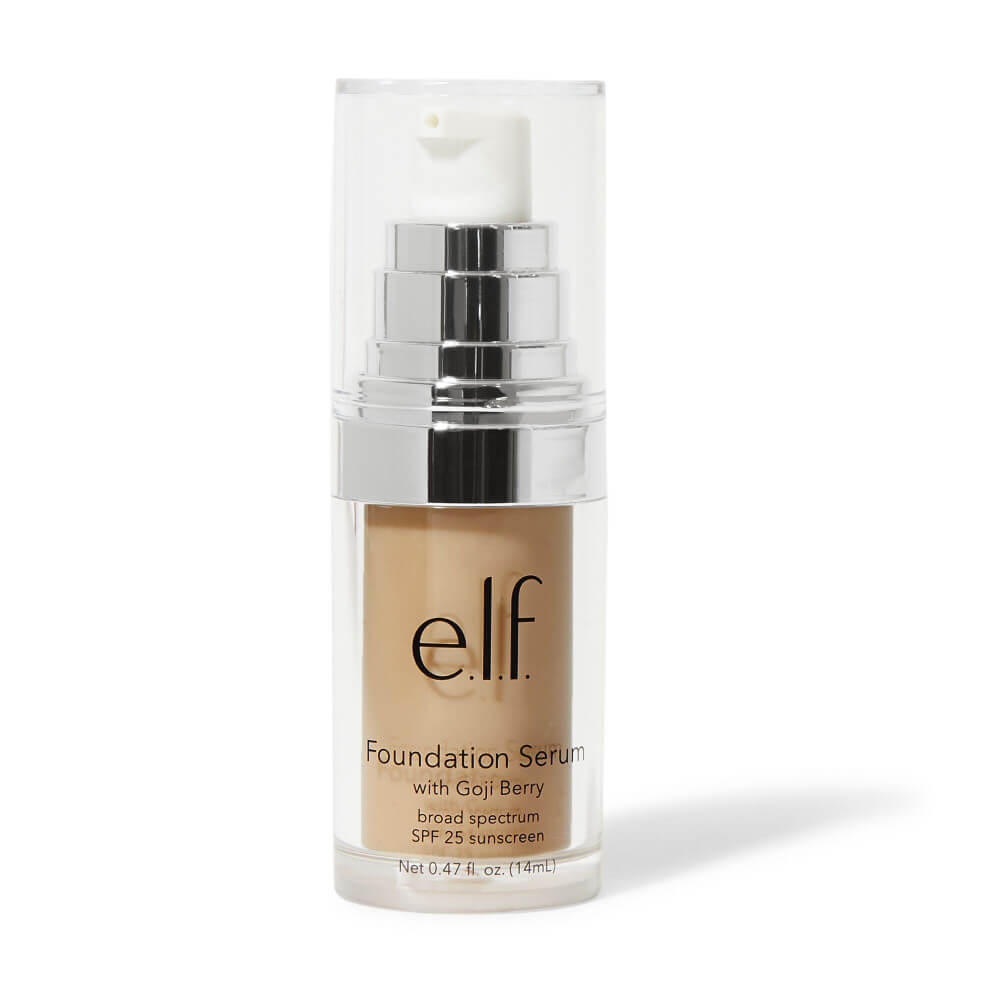 e.l.f.
Foundation Serum
with Goji Berry
broad spectrum
SPF 25 sunscreen
Net 0.47 fl. oz. (14mL)